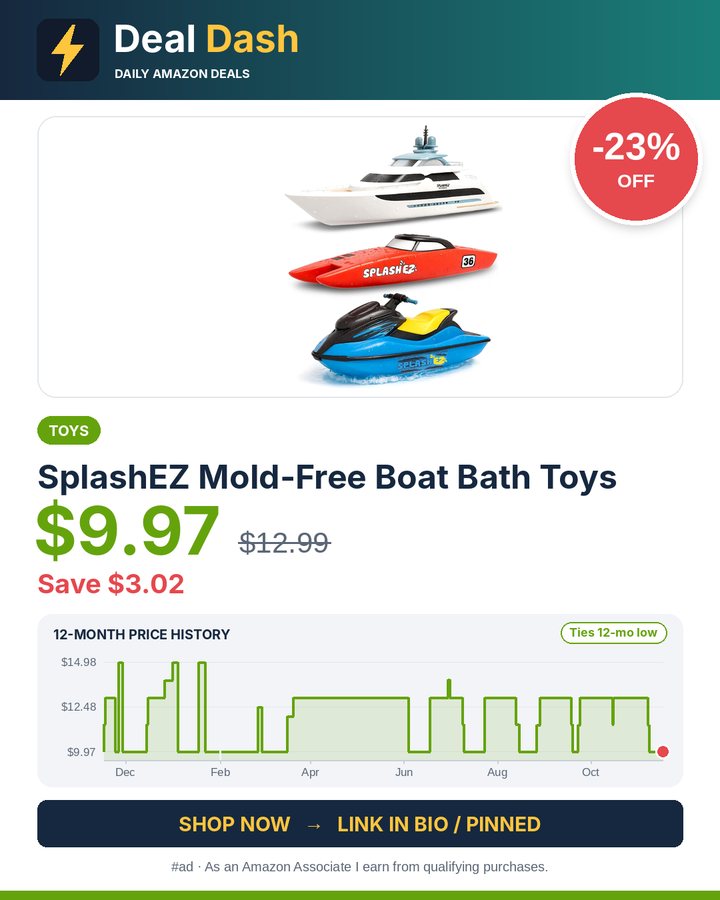 Deal Dash
DAILY AMAZON DEALS
-23%
OFF
SPLASHEZ
36
SPLASHEZ
TOYS
SplashEZ Mold-Free Boat Bath Toys
$9.97 $12.99
Save $3.02
12-MONTH PRICE HISTORY
Ties 12-mo low
$14.98
$12.48
$9.97
Dec Feb Apr Jun Aug Oct
SHOP NOW → LINK IN BIO / PINNED
#ad · As an Amazon Associate I earn from qualifying purchases.